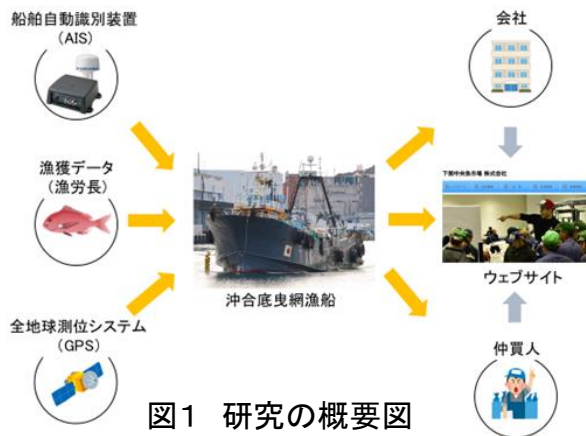 船舶自動識別装置
(AIS)
会社
漁獲データ
(漁労長)
下関中央魚市場 株式会社
沖合底曳網漁船
ウェブサイト
全地球測位システム
(GPS)
仲買人
図1 研究の概要図